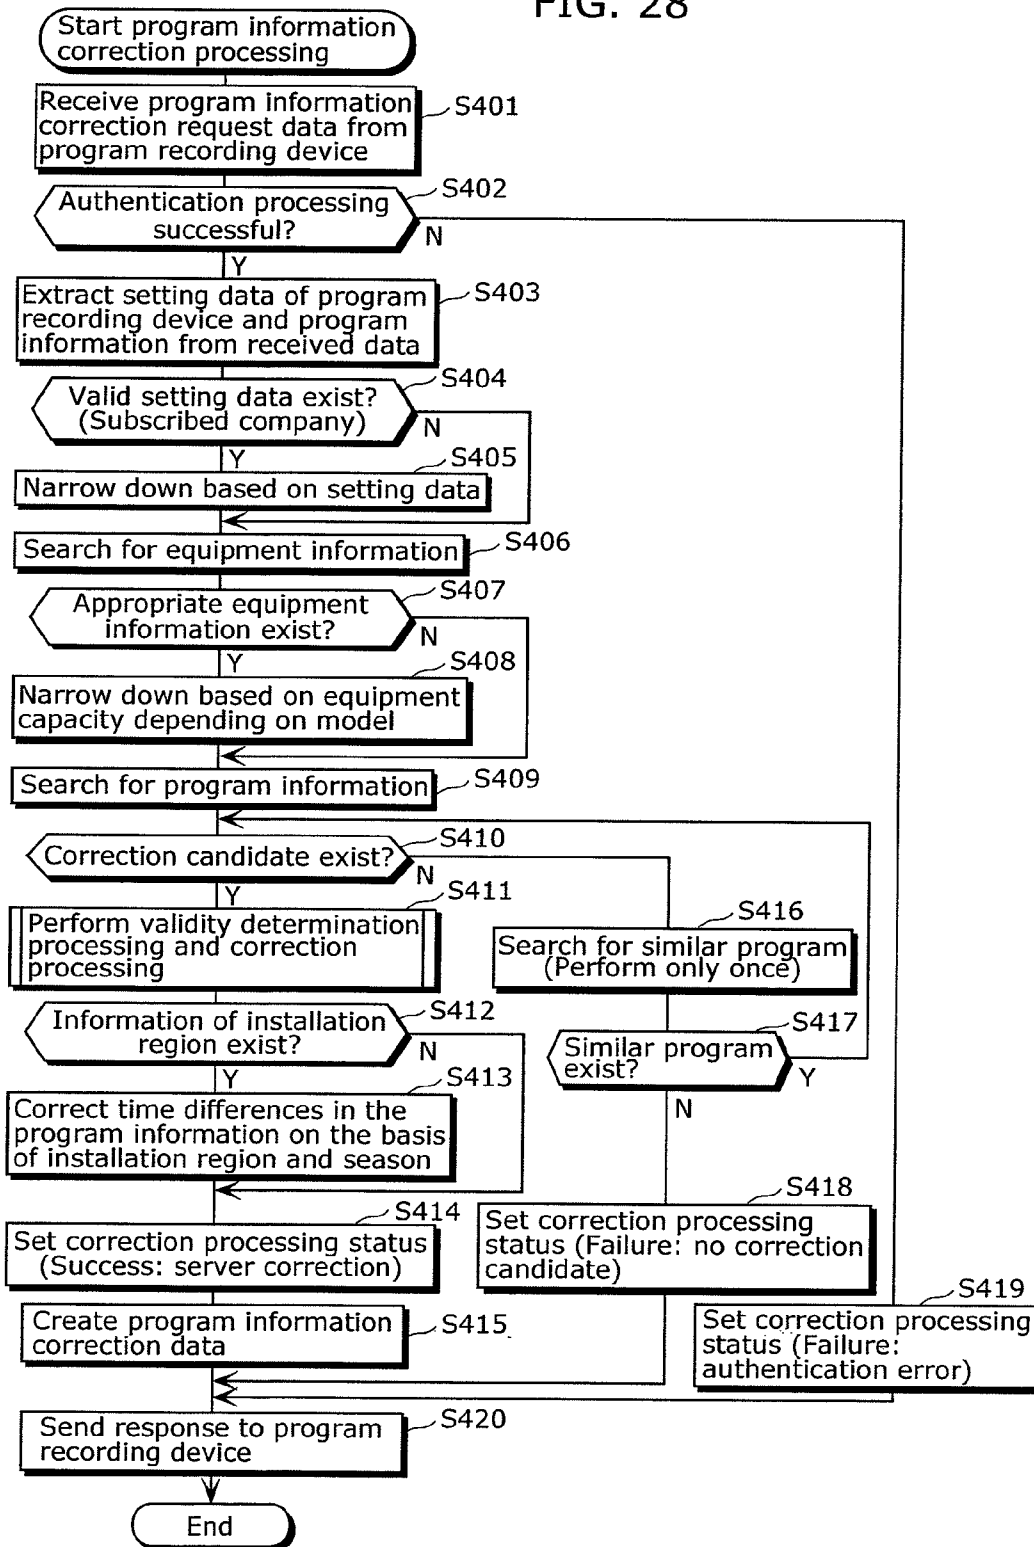 FIG. 28
Start program information
correction processing
Receive program information
correction request data from
program recording device
S401
Authentication processing
successful?
S402
N
Y
Extract setting data of program
recording device and program
information from received data
S403
Valid setting data exist?
(Subscribed company)
S404
N
Y
Narrow down based on setting data
S405
Search for equipment information
S406
Appropriate equipment
information exist?
S407
N
Y
Narrow down based on equipment
capacity depending on model
S408
Search for program information
S409
Correction candidate exist?
S410
N
Y
Perform validity determination
processing and correction
processing
S411
Search for similar program
(Perform only once)
S416
Information of installation
region exist?
S412
N
Y
Similar program
exist?
S417
Y
N
Correct time differences in the
program information on the basis
of installation region and season
S413
Set correction processing status
(Success: server correction)
S414
Set correction processing
status (Failure: no correction
candidate)
S418
Create program information
correction data
S415
Set correction processing
status (Failure:
authentication error)
S419
Send response to program
recording device
S420
End